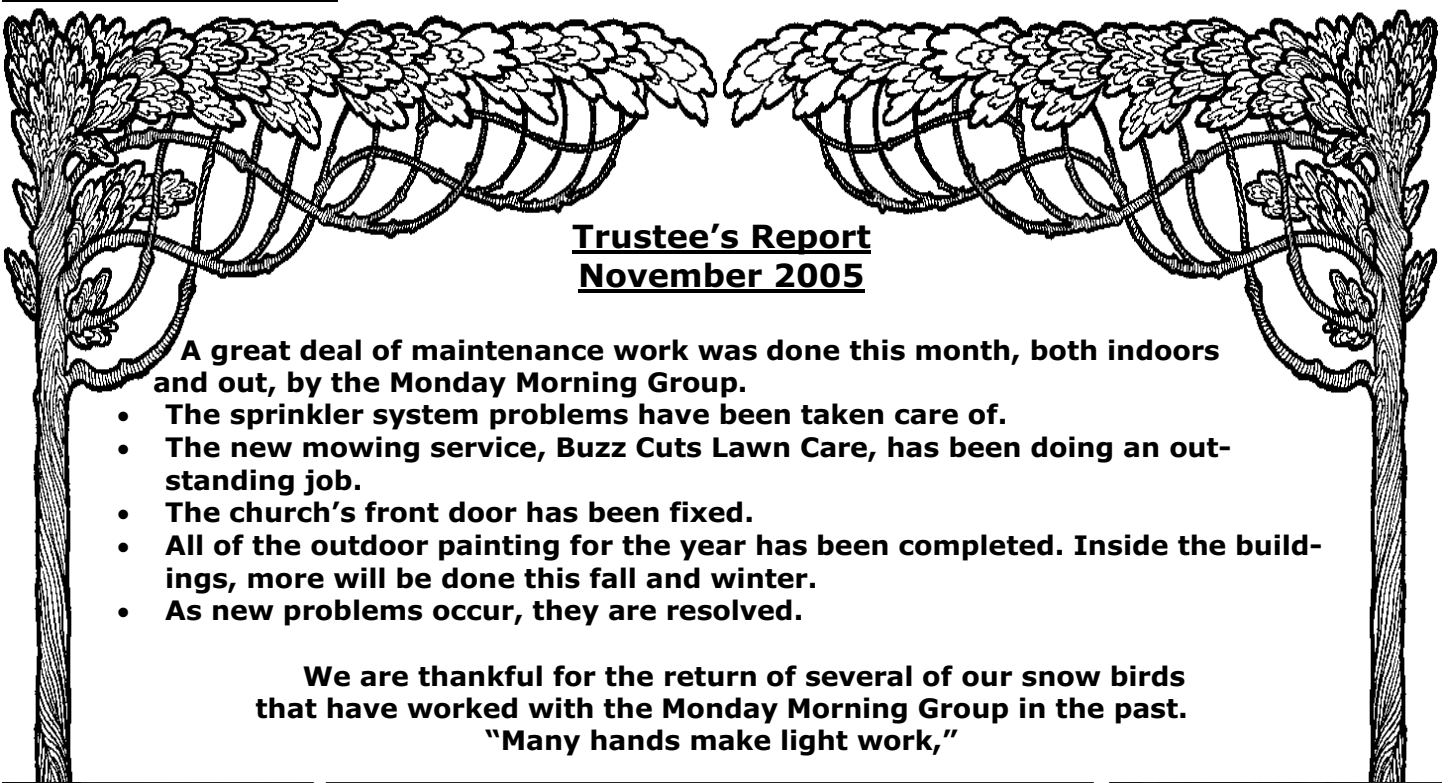 Trustee’s Report
November 2005
A great deal of maintenance work was done this month, both indoors
and out, by the Monday Morning Group.
• The sprinkler system problems have been taken care of.
• The new mowing service, Buzz Cuts Lawn Care, has been doing an out-
standing job.
• The church’s front door has been fixed.
• All of the outdoor painting for the year has been completed. Inside the build-
ings, more will be done this fall and winter.
• As new problems occur, they are resolved.
We are thankful for the return of several of our snow birds
that have worked with the Monday Morning Group in the past.
“Many hands make light work,”